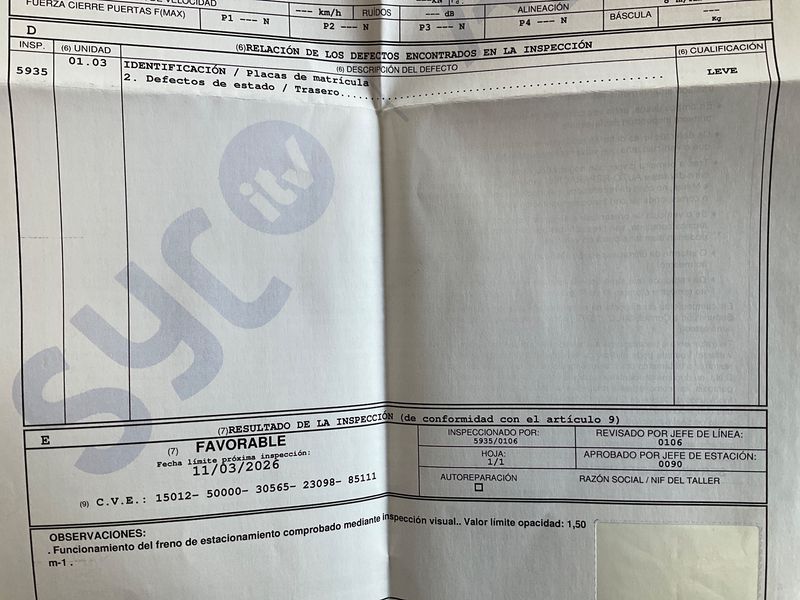 DE VELOCIDAD
FUERZA CIERRE PUERTAS F(MAX)
P1 --- N
--- km/h
P2 --- N
RUÍDOS
--- dB
P3 --- N
ALINEACIÓN
P4 --- N
BÁSCULA
---
Kg
D
(6)RELACIÓN DE LOS DEFECTOS ENCONTRADOS EN LA INSPECCIÓN
INSP.
(6) UNIDAD
(6) DESCRIPCIÓN DEL DEFECTO
(6) CUALIFICACIÓN
5935
01.03
IDENTIFICACIÓN / Placas de matrícula
2. Defectos de estado / Trasero
LEVE
syc itv
E
(7)RESULTADO DE LA INSPECCIÓN (de conformidad con el artículo 9)
(7)
FAVORABLE
Fecha límite próxima inspección:
11/03/2026
(9) C.V.E.: 15012- 50000- 30565- 23098- 85111
INSPECCIONADO POR:
5935/0106
REVISADO POR JEFE DE LÍNEA:
0106
HOJA:
1/1
APROBADO POR JEFE DE ESTACIÓN:
0090
AUTOREPARACIÓN
RAZÓN SOCIAL / NIF DEL TALLER
OBSERVACIONES:
. Funcionamiento del freno de estacionamiento comprobado mediante inspección visual.. Valor límite opacidad: 1,50
m-1 .